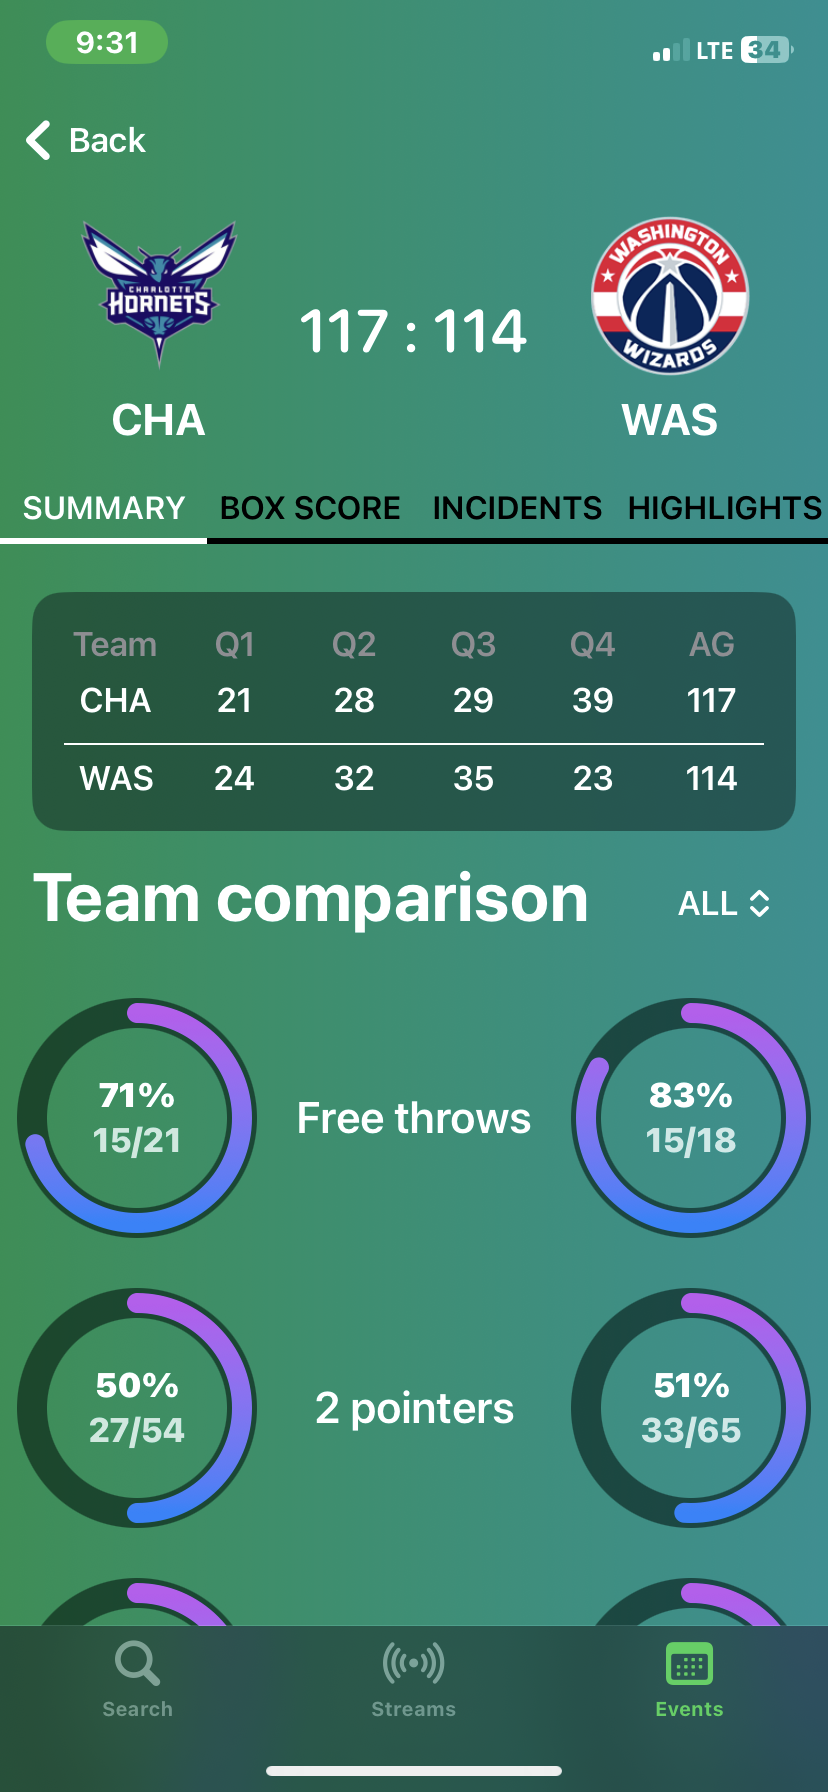 9:31
LTE 34
Back
CHARLOTTE
HORNETS
WASHINGTON
WIZARDS
117 : 114
CHA
WAS
SUMMARY BOX SCORE INCIDENTS HIGHLIGHTS
Team Q1 Q2 Q3 Q4 AG
CHA 21 28 29 39 117
WAS 24 32 35 23 114
Team comparison
ALL
71%
15/21
Free throws
83%
15/18
50%
27/54
2 pointers
51%
33/65
Search
Streams
Events